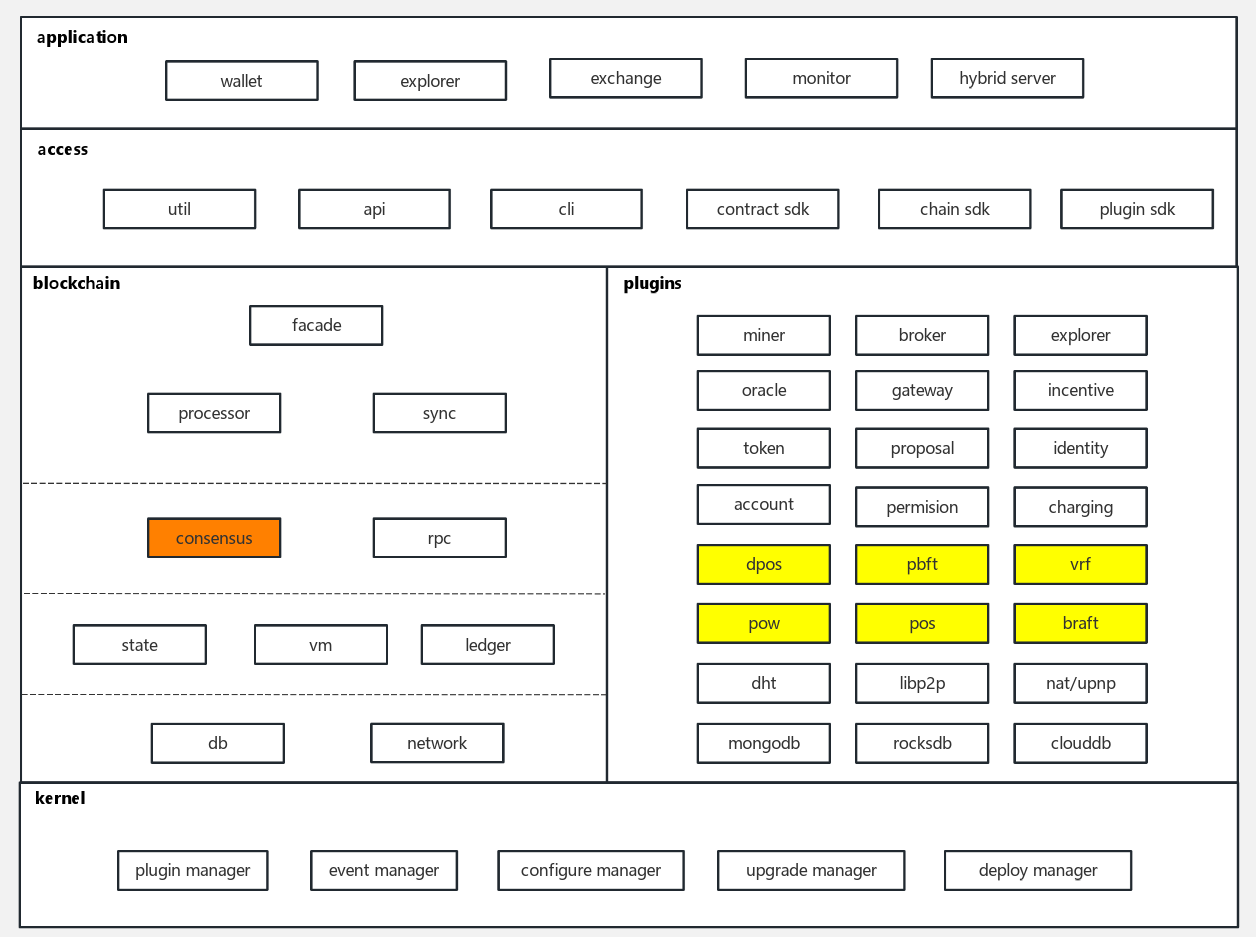 application
wallet
explorer
exchange
monitor
hybrid server
access
util
api
cli
contract sdk
chain sdk
plugin sdk
blockchain
facade
processor
sync
consensus
rpc
state
vm
ledger
db
network
plugins
miner
broker
explorer
oracle
gateway
incentive
token
proposal
identity
account
permision
charging
dpos
pbft
vrf
pow
pos
braft
dht
libp2p
nat/upnp
mongodb
rocksdb
clouddb
kernel
plugin manager
event manager
configure manager
upgrade manager
deploy manager